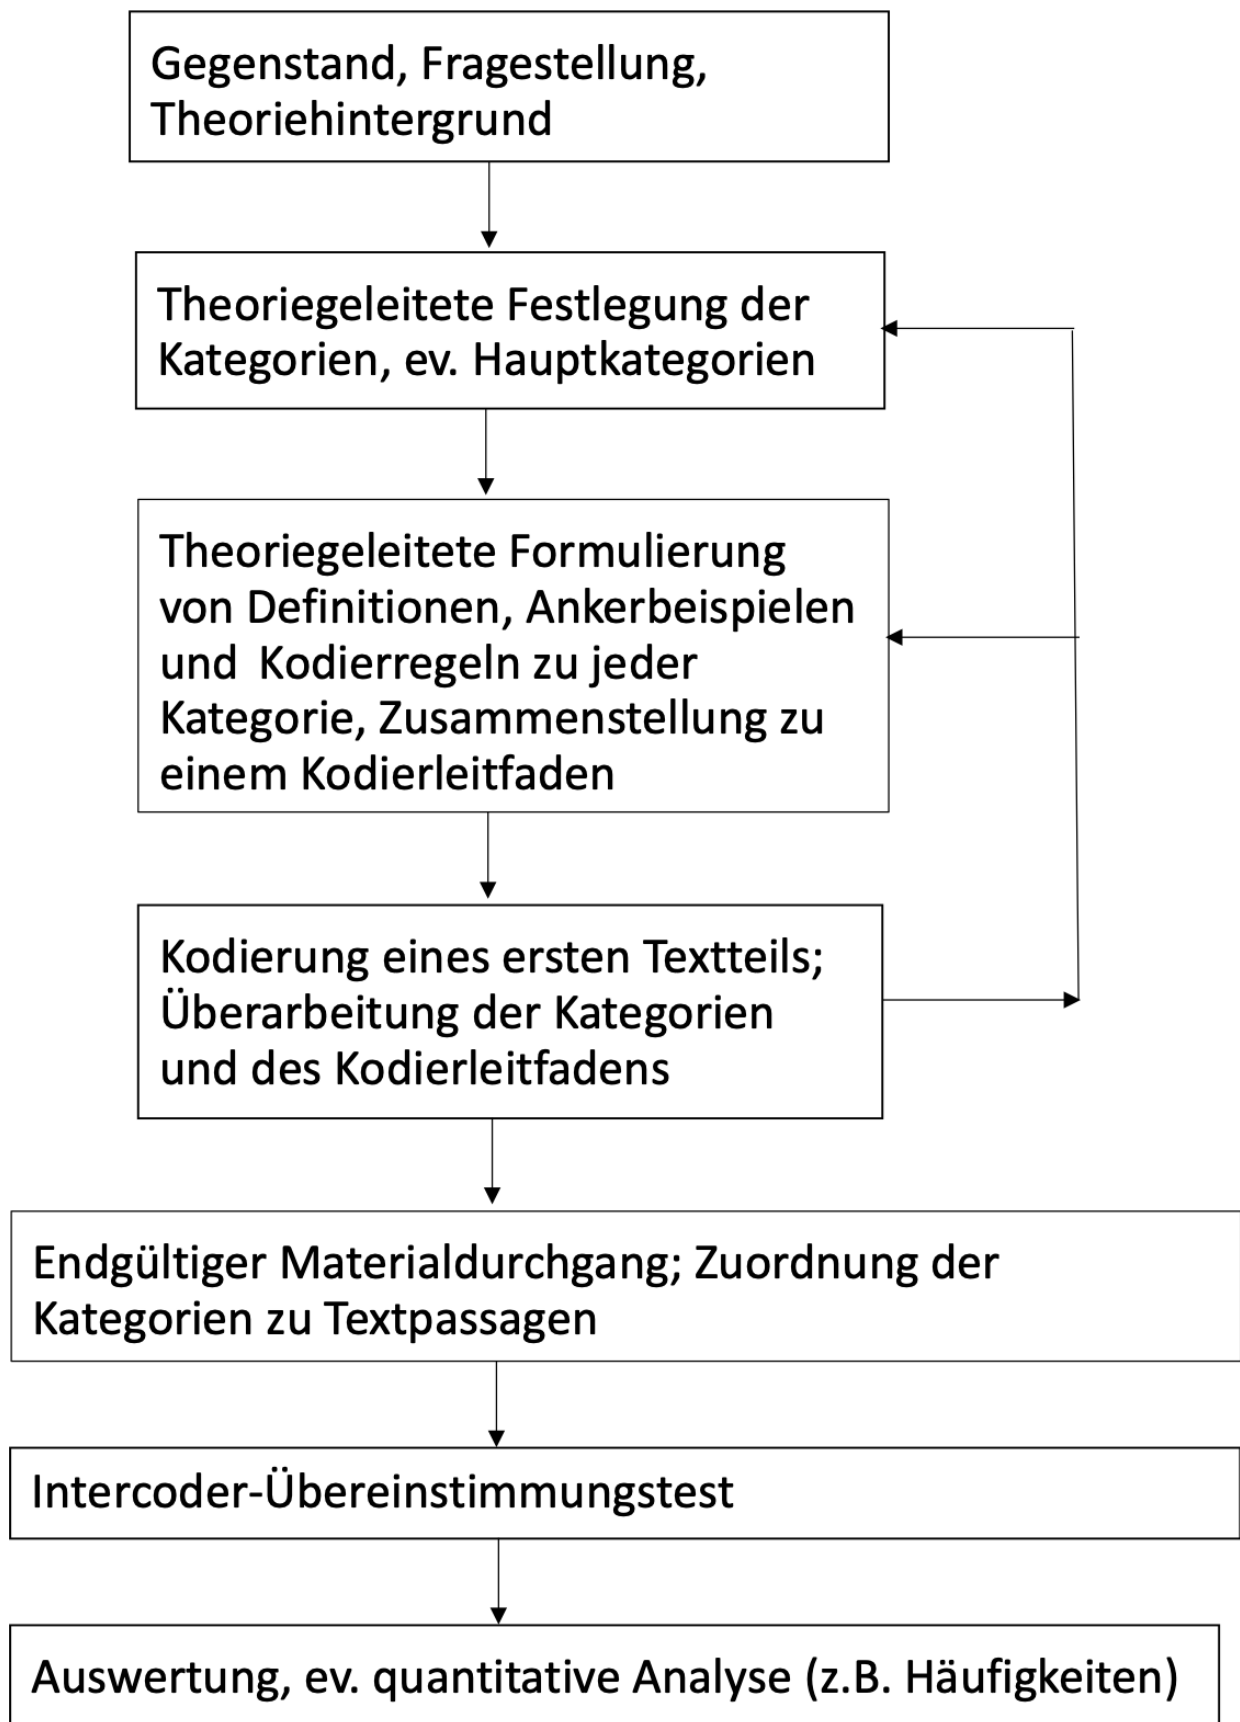 Gegenstand, Fragestellung,
Theoriehintergrund
Theoriegeleitete Festlegung der
Kategorien, ev. Hauptkategorien
Theoriegeleitete Formulierung
von Definitionen, Ankerbeispielen
und Kodierregeln zu jeder
Kategorie, Zusammenstellung zu
einem Kodierleitfaden
Kodierung eines ersten Textteils;
Überarbeitung der Kategorien
und des Kodierleitfadens
Endgültiger Materialdurchgang; Zuordnung der
Kategorien zu Textpassagen
Intercoder-Übereinstimmungstest
Auswertung, ev. quantitative Analyse (z.B. Häufigkeiten)